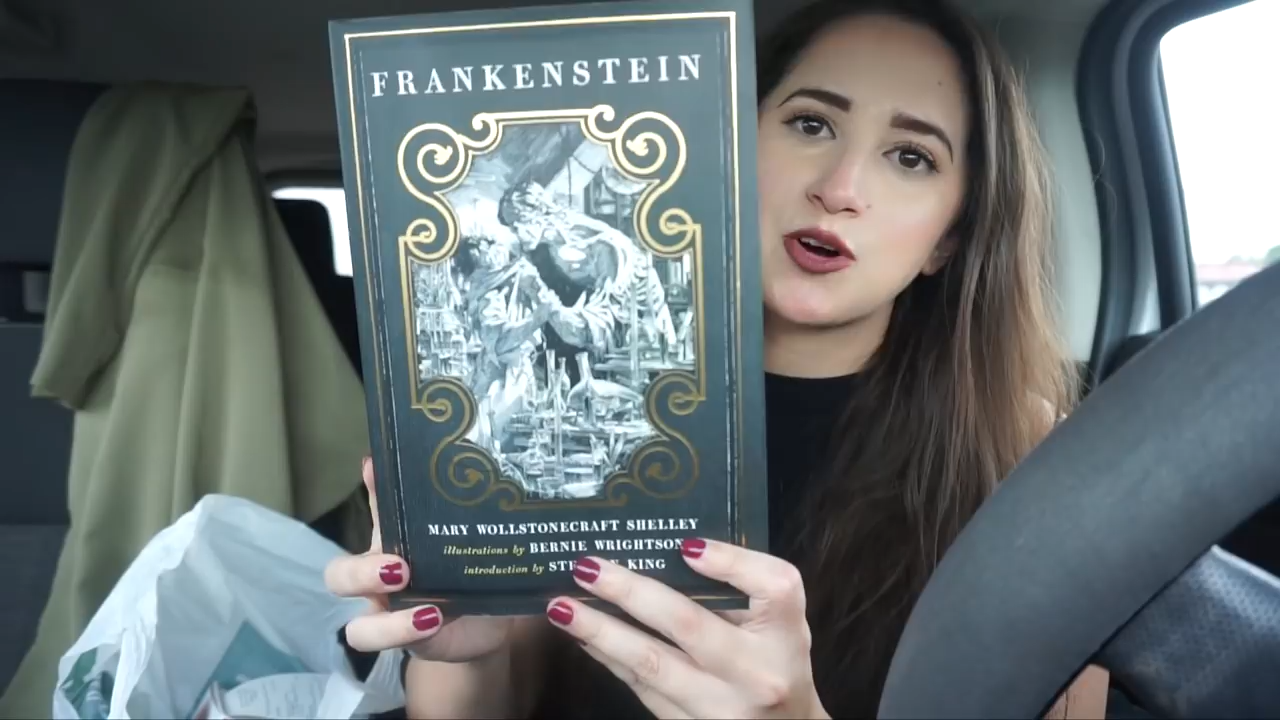 FRANKENSTEIN
MARY WOLLSTONECRAFT SHELLEY
illustrations by BERNIE WRIGHTSON
introduction by KING